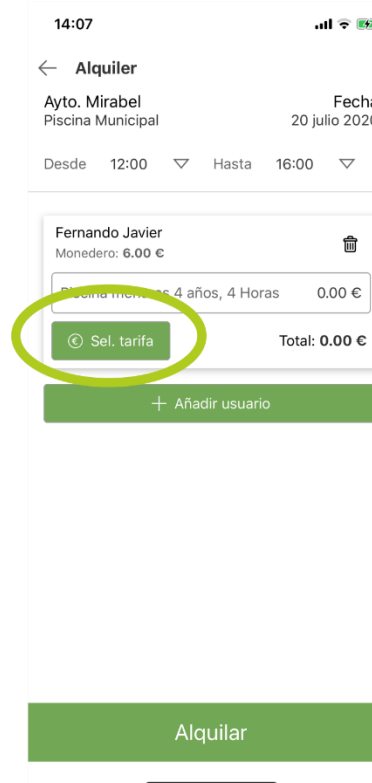 14:07
Alquiler
Ayto. Mirabel Fecha
Piscina Municipal 20 julio 2020
Desde 12:00 Hasta 16:00
Fernando Javier
Monedero: 6.00 €
Piscina menores 4 años, 4 Horas 0.00 €
Sel. tarifa Total: 0.00 €
+ Añadir usuario
Alquilar